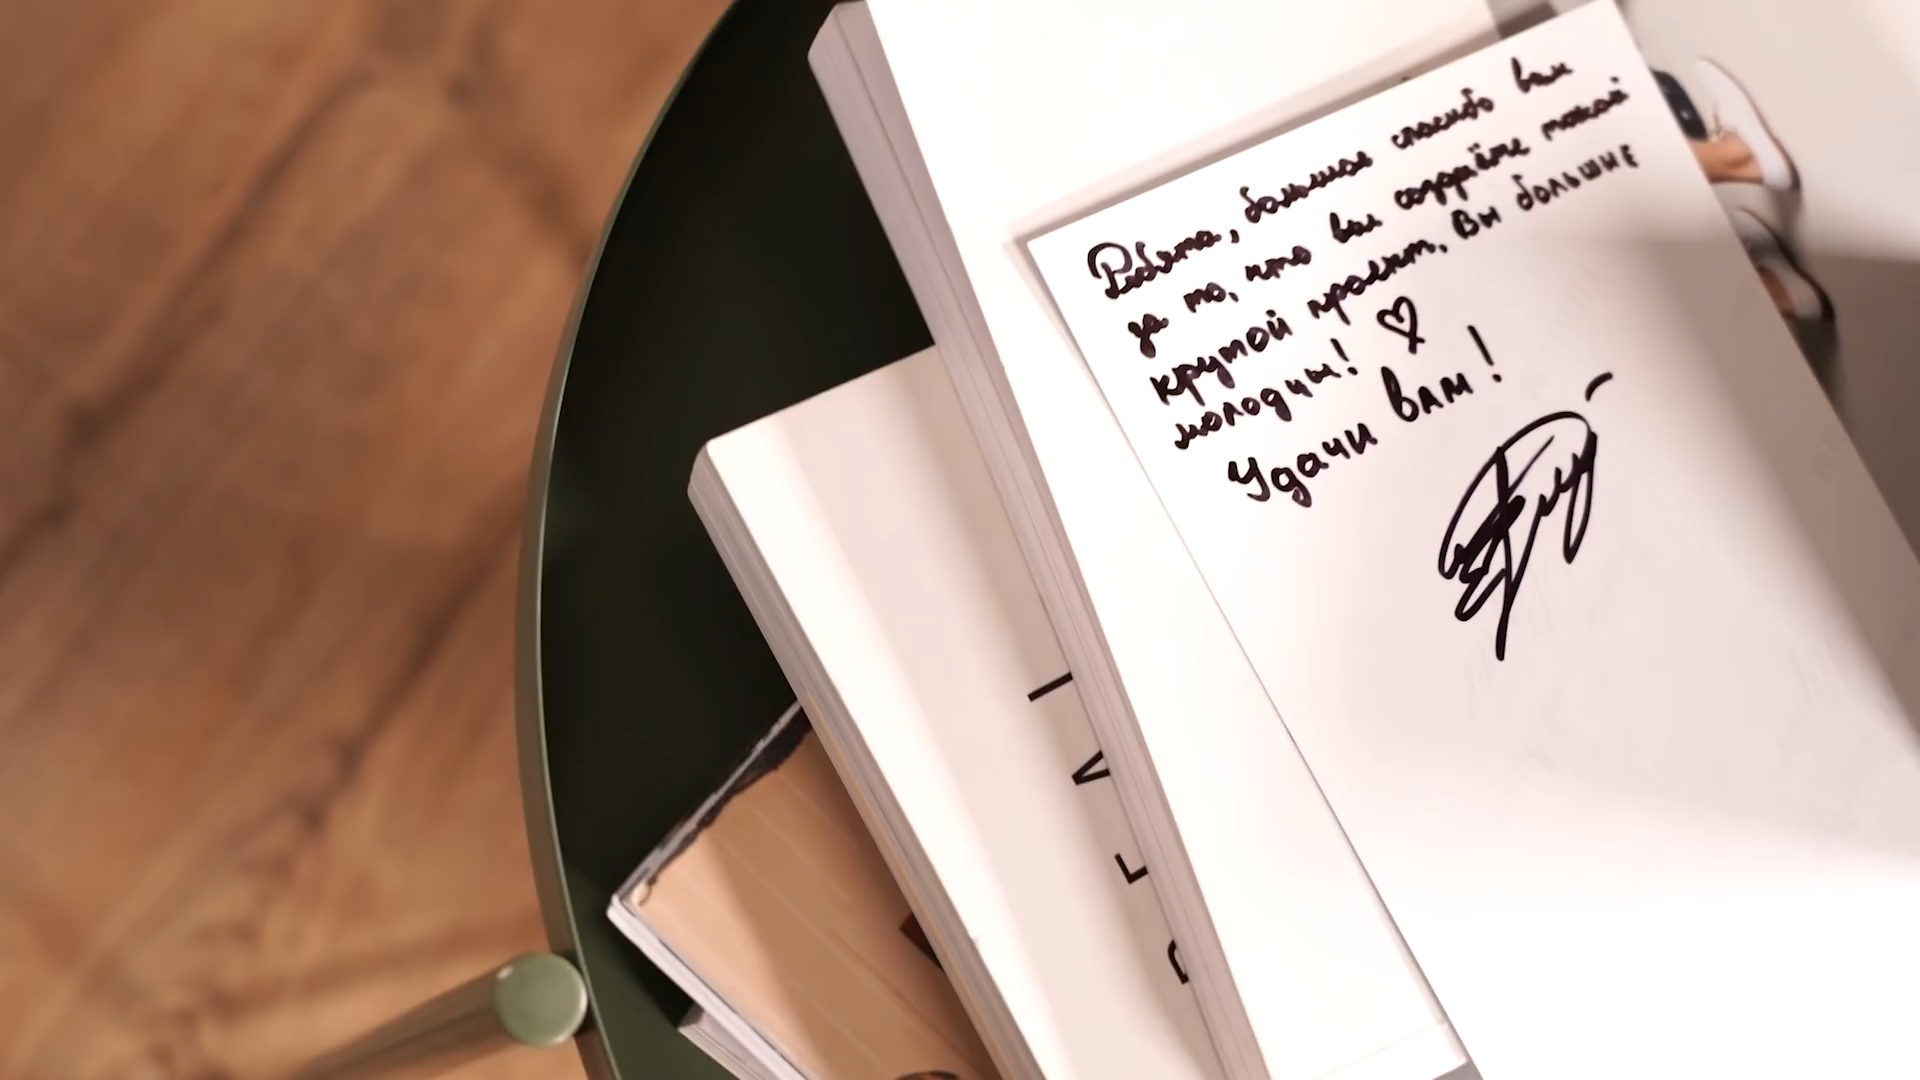 Ребята, большое спасибо вам
за то, что вы создаёте такой
крутой проект, Вы большие
молодцы! ♡
Удачи Вам!